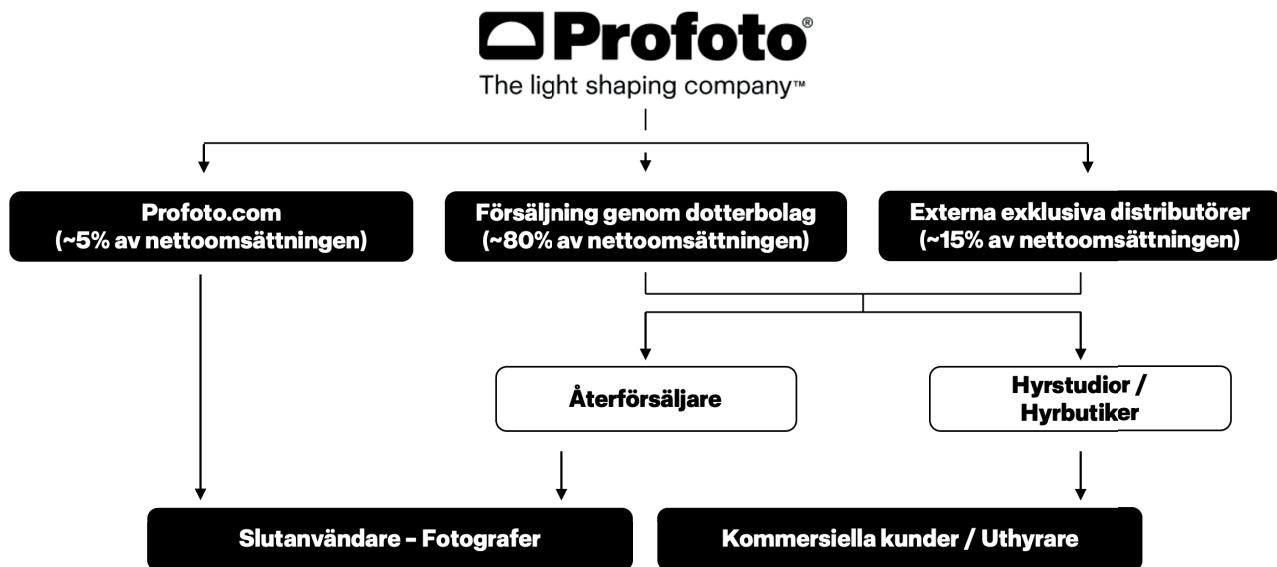 Profoto®
The light shaping company™
Profoto.com
(~5% av nettoomsättningen)
Försäljning genom dotterbolag
(~80% av nettoomsättningen)
Externa exklusiva distributörer
(~15% av nettoomsättningen)
Återförsäljare
Hyrstudior /
Hyrbutiker
Slutanvändare – Fotografer
Kommersiella kunder / Uthyrare